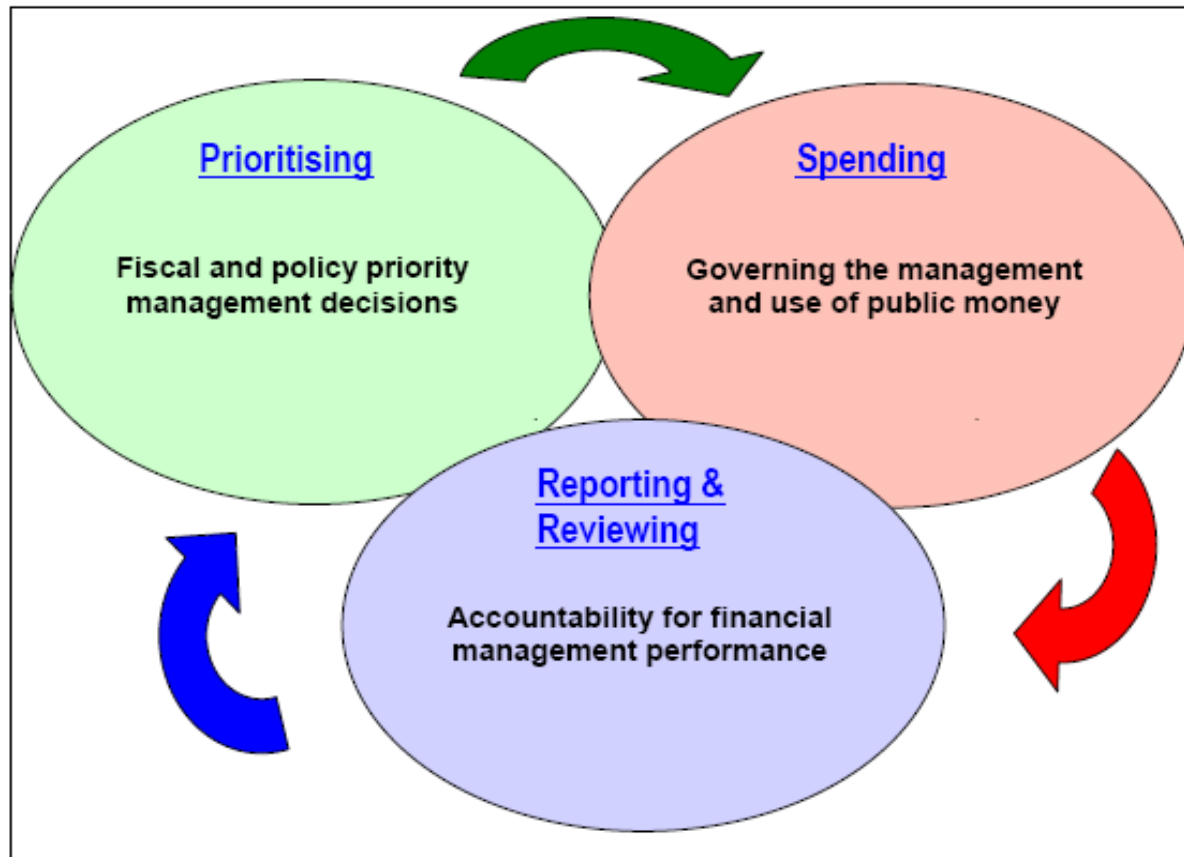 Prioritising
Fiscal and policy priority
management decisions
Spending
Governing the management
and use of public money
Reporting &
Reviewing
Accountability for financial
management performance